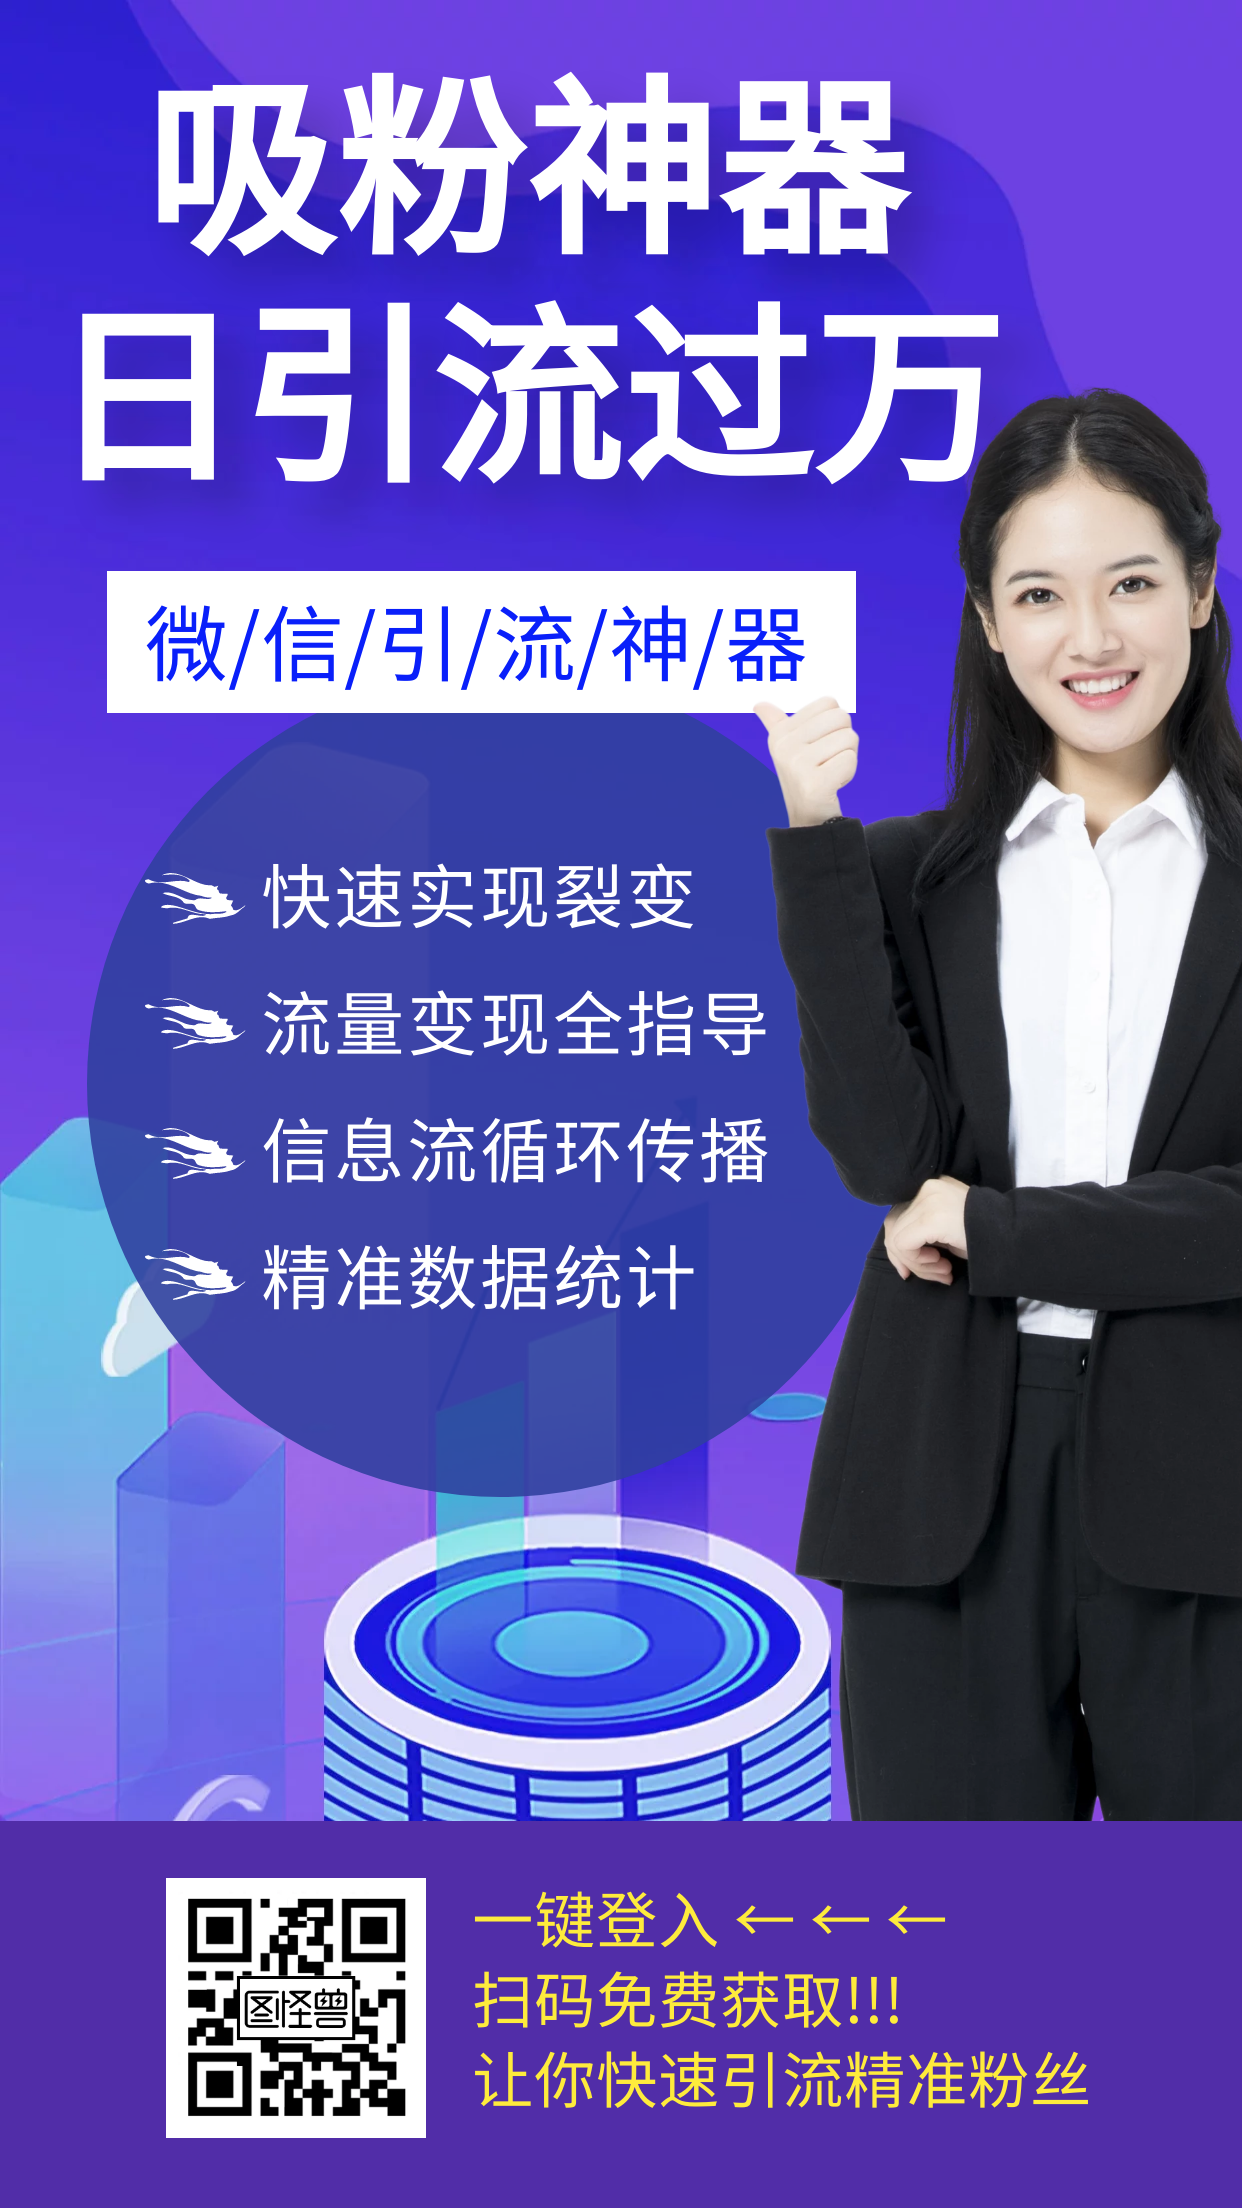 吸粉神器
日引流过万
微/信/引/流/神/器
快速实现裂变
流量变现全指导
信息流循环传播
精准数据统计
一键登入←←←
扫码免费获取!!!
让你快速引流精准粉丝
图怪兽